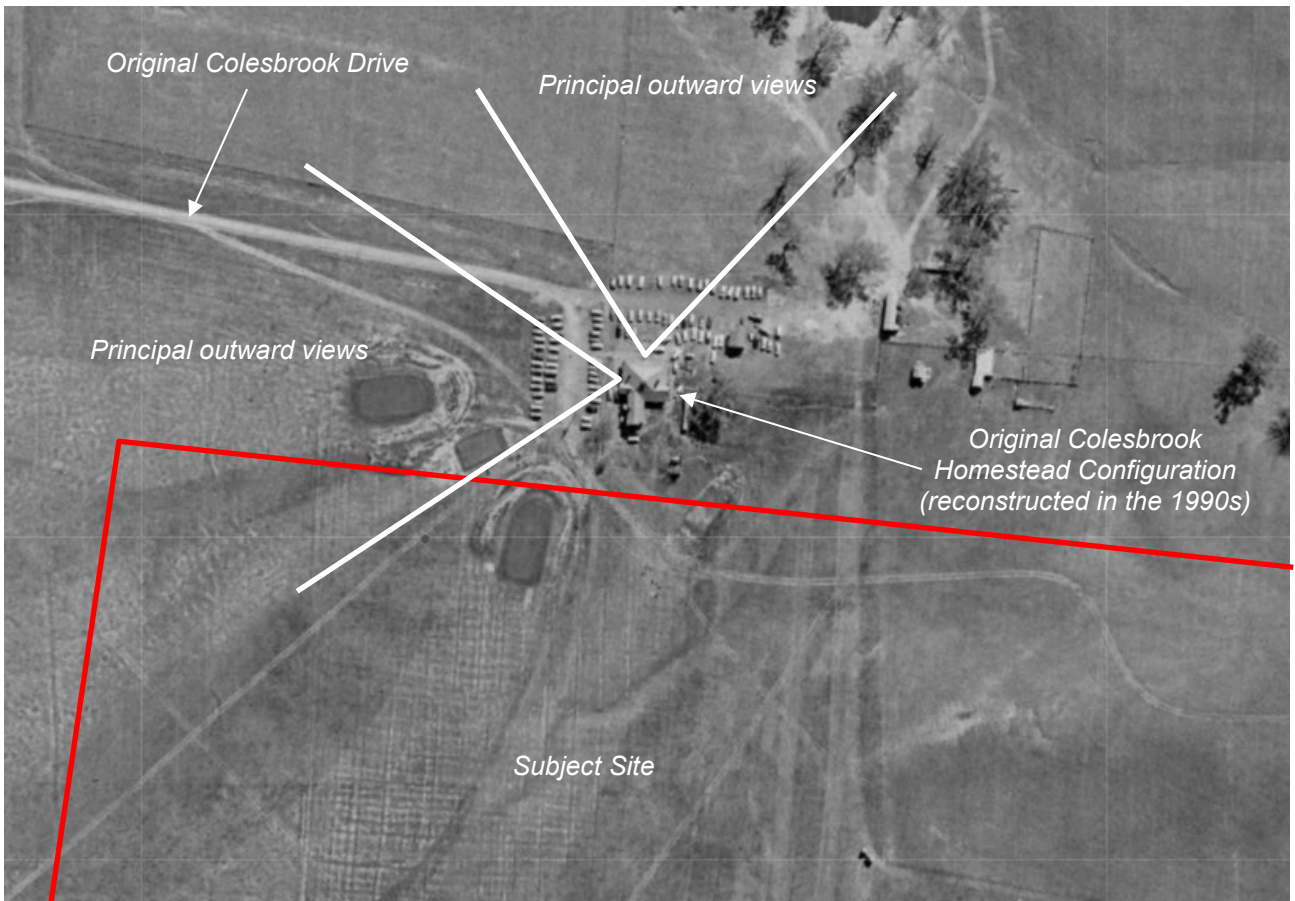 Original Colesbrook Drive
Principal outward views
Principal outward views
Original Colesbrook
Homestead Configuration
(reconstructed in the 1990s)
Subject Site